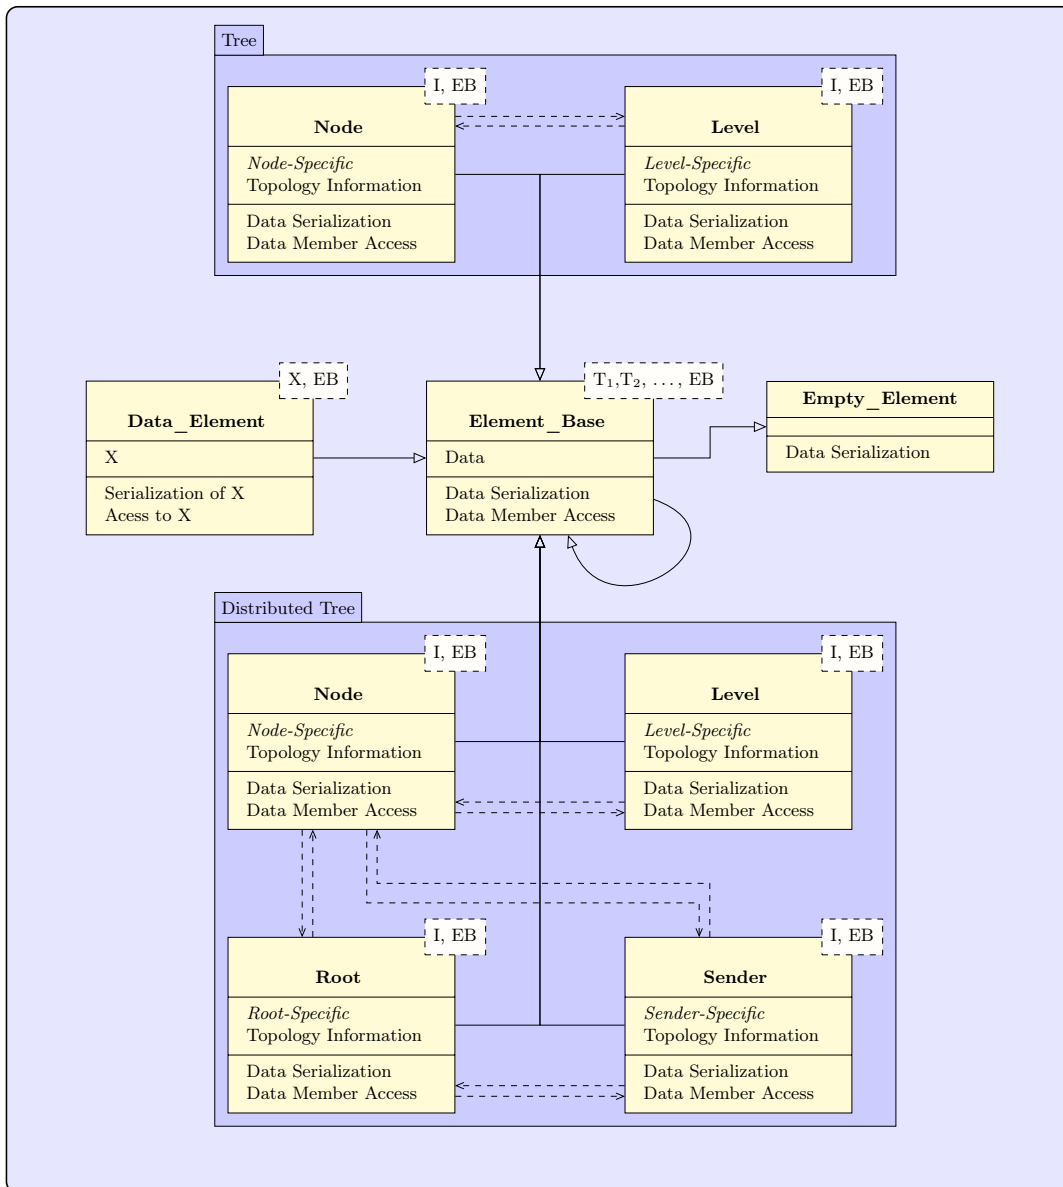 Tree
I, EB
Node
Node-Specific
Topology Information
Data Serialization
Data Member Access
I, EB
Level
Level-Specific
Topology Information
Data Serialization
Data Member Access
X, EB
Data_Element
X
Serialization of X
Acess to X
T₁,T₂, ..., EB
Element_Base
Data
Data Serialization
Data Member Access
Empty_Element
Data Serialization
Distributed Tree
I, EB
Node
Node-Specific
Topology Information
Data Serialization
Data Member Access
I, EB
Level
Level-Specific
Topology Information
Data Serialization
Data Member Access
I, EB
Root
Root-Specific
Topology Information
Data Serialization
Data Member Access
I, EB
Sender
Sender-Specific
Topology Information
Data Serialization
Data Member Access